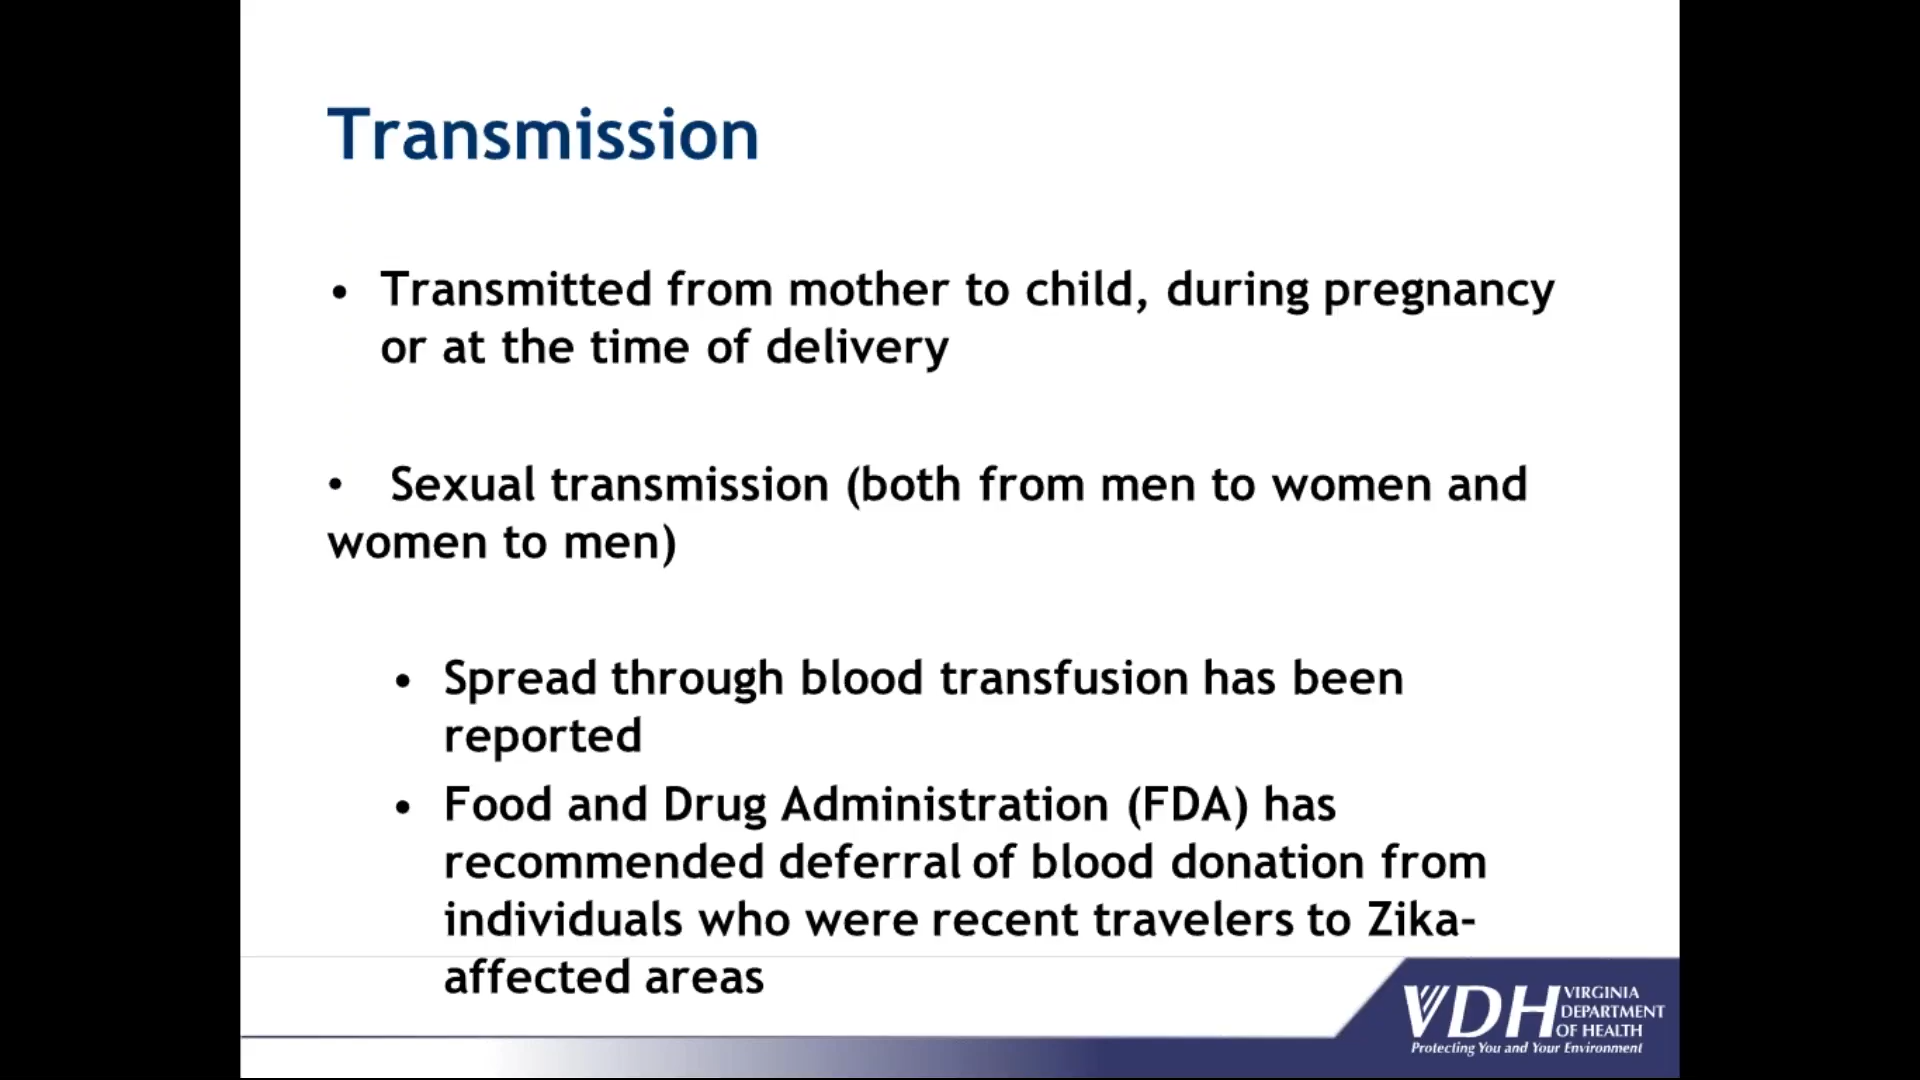 Transmission
• Transmitted from mother to child, during pregnancy
or at the time of delivery
• Sexual transmission (both from men to women and
women to men)
• Spread through blood transfusion has been
reported
• Food and Drug Administration (FDA) has
recommended deferral of blood donation from
individuals who were recent travelers to Zika-
affected areas
VDH VIRGINIA
DEPARTMENT
OF HEALTH
Protecting You and Your Environment